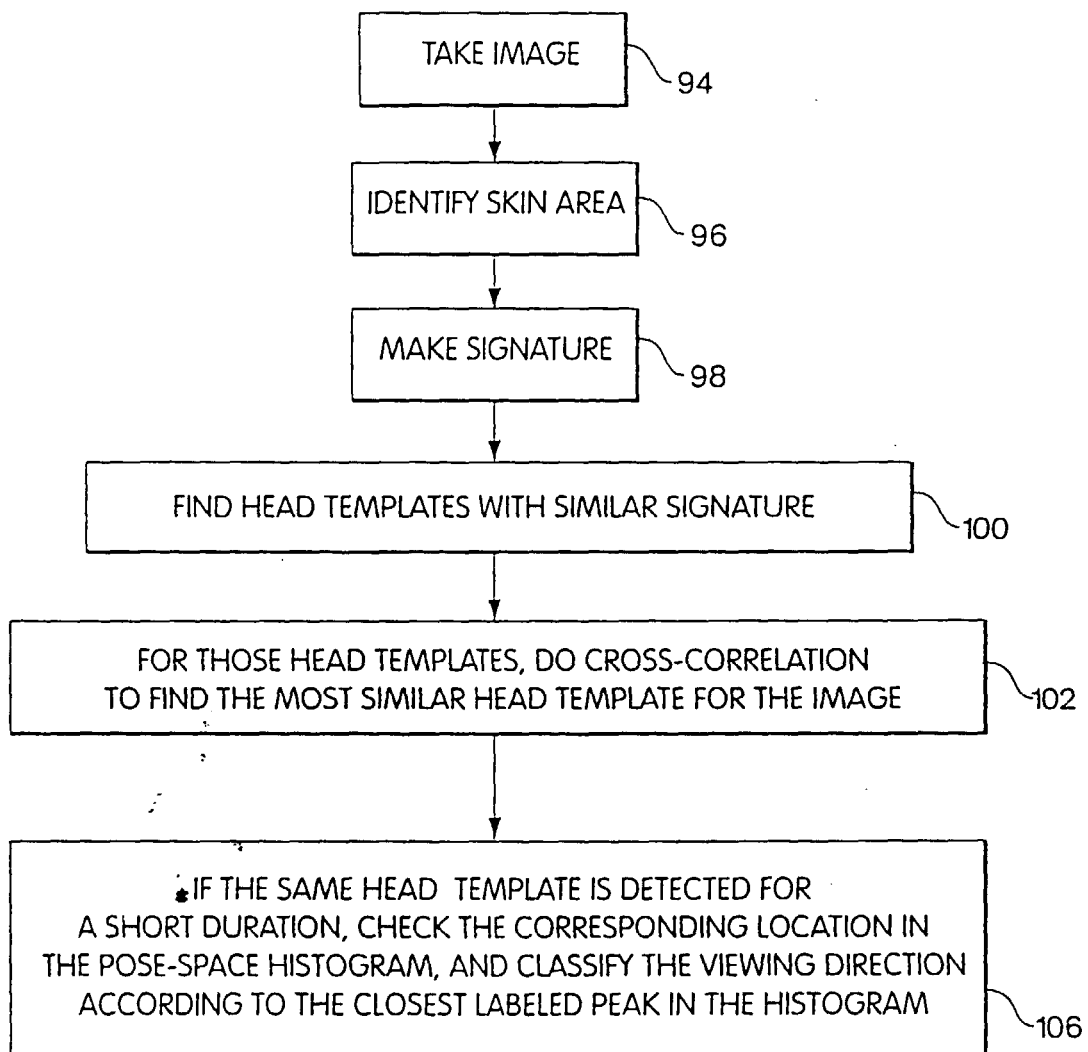 TAKE IMAGE
94
IDENTIFY SKIN AREA
96
MAKE SIGNATURE
98
FIND HEAD TEMPLATES WITH SIMILAR SIGNATURE
100
FOR THOSE HEAD TEMPLATES, DO CROSS-CORRELATION
TO FIND THE MOST SIMILAR HEAD TEMPLATE FOR THE IMAGE
102
IF THE SAME HEAD TEMPLATE IS DETECTED FOR
A SHORT DURATION, CHECK THE CORRESPONDING LOCATION IN
THE POSE-SPACE HISTOGRAM, AND CLASSIFY THE VIEWING DIRECTION
ACCORDING TO THE CLOSEST LABELED PEAK IN THE HISTOGRAM
106